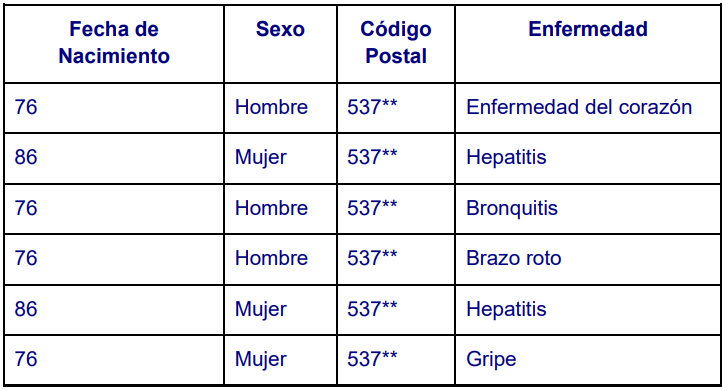 Fecha de Nacimiento Sexo Código Postal Enfermedad
76 Hombre 537** Enfermedad del corazón
86 Mujer 537** Hepatitis
76 Hombre 537** Bronquitis
76 Hombre 537** Brazo roto
86 Mujer 537** Hepatitis
76 Mujer 537** Gripe